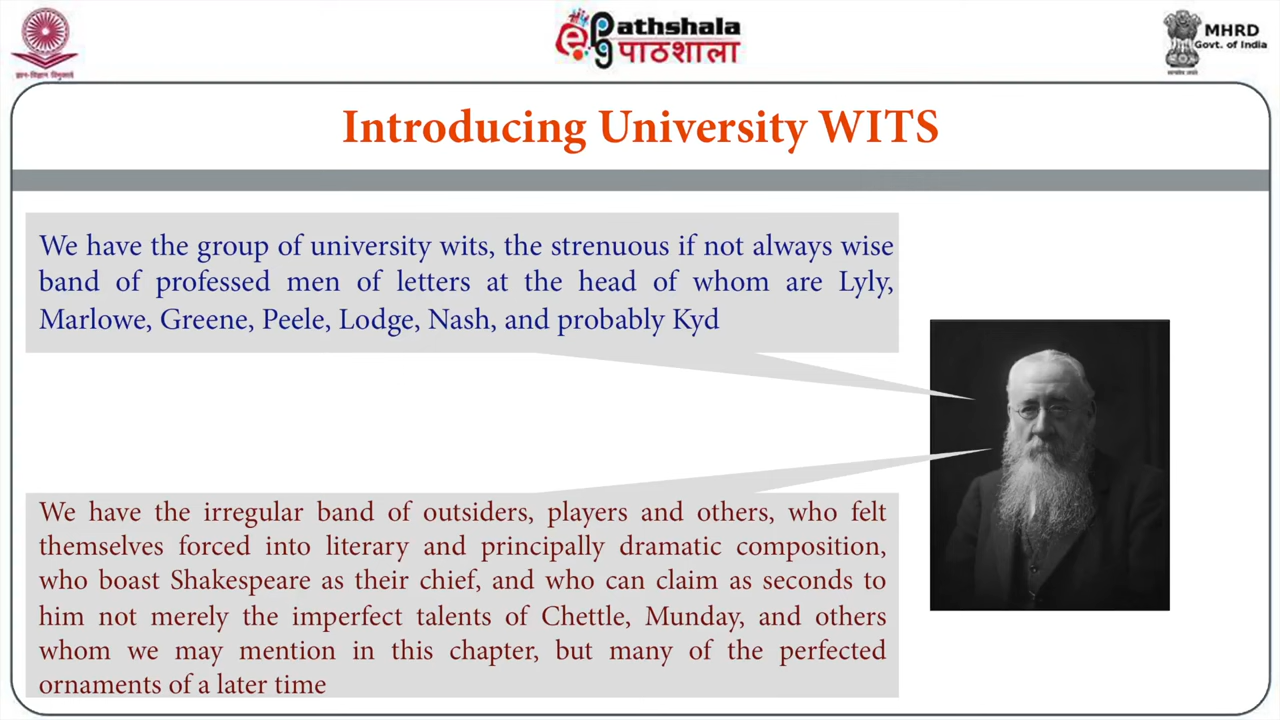 ज्ञान-विज्ञान विमुक्तये
ePG athshala
पाठशाला
सत्यमेव जयते
MHRD
Govt. of India
Introducing University WITS
We have the group of university wits, the strenuous if not always wise
band of professed men of letters at the head of whom are Lyly,
Marlowe, Greene, Peele, Lodge, Nash, and probably Kyd
We have the irregular band of outsiders, players and others, who felt
themselves forced into literary and principally dramatic composition,
who boast Shakespeare as their chief, and who can claim as seconds to
him not merely the imperfect talents of Chettle, Munday, and others
whom we may mention in this chapter, but many of the perfected
ornaments of a later time